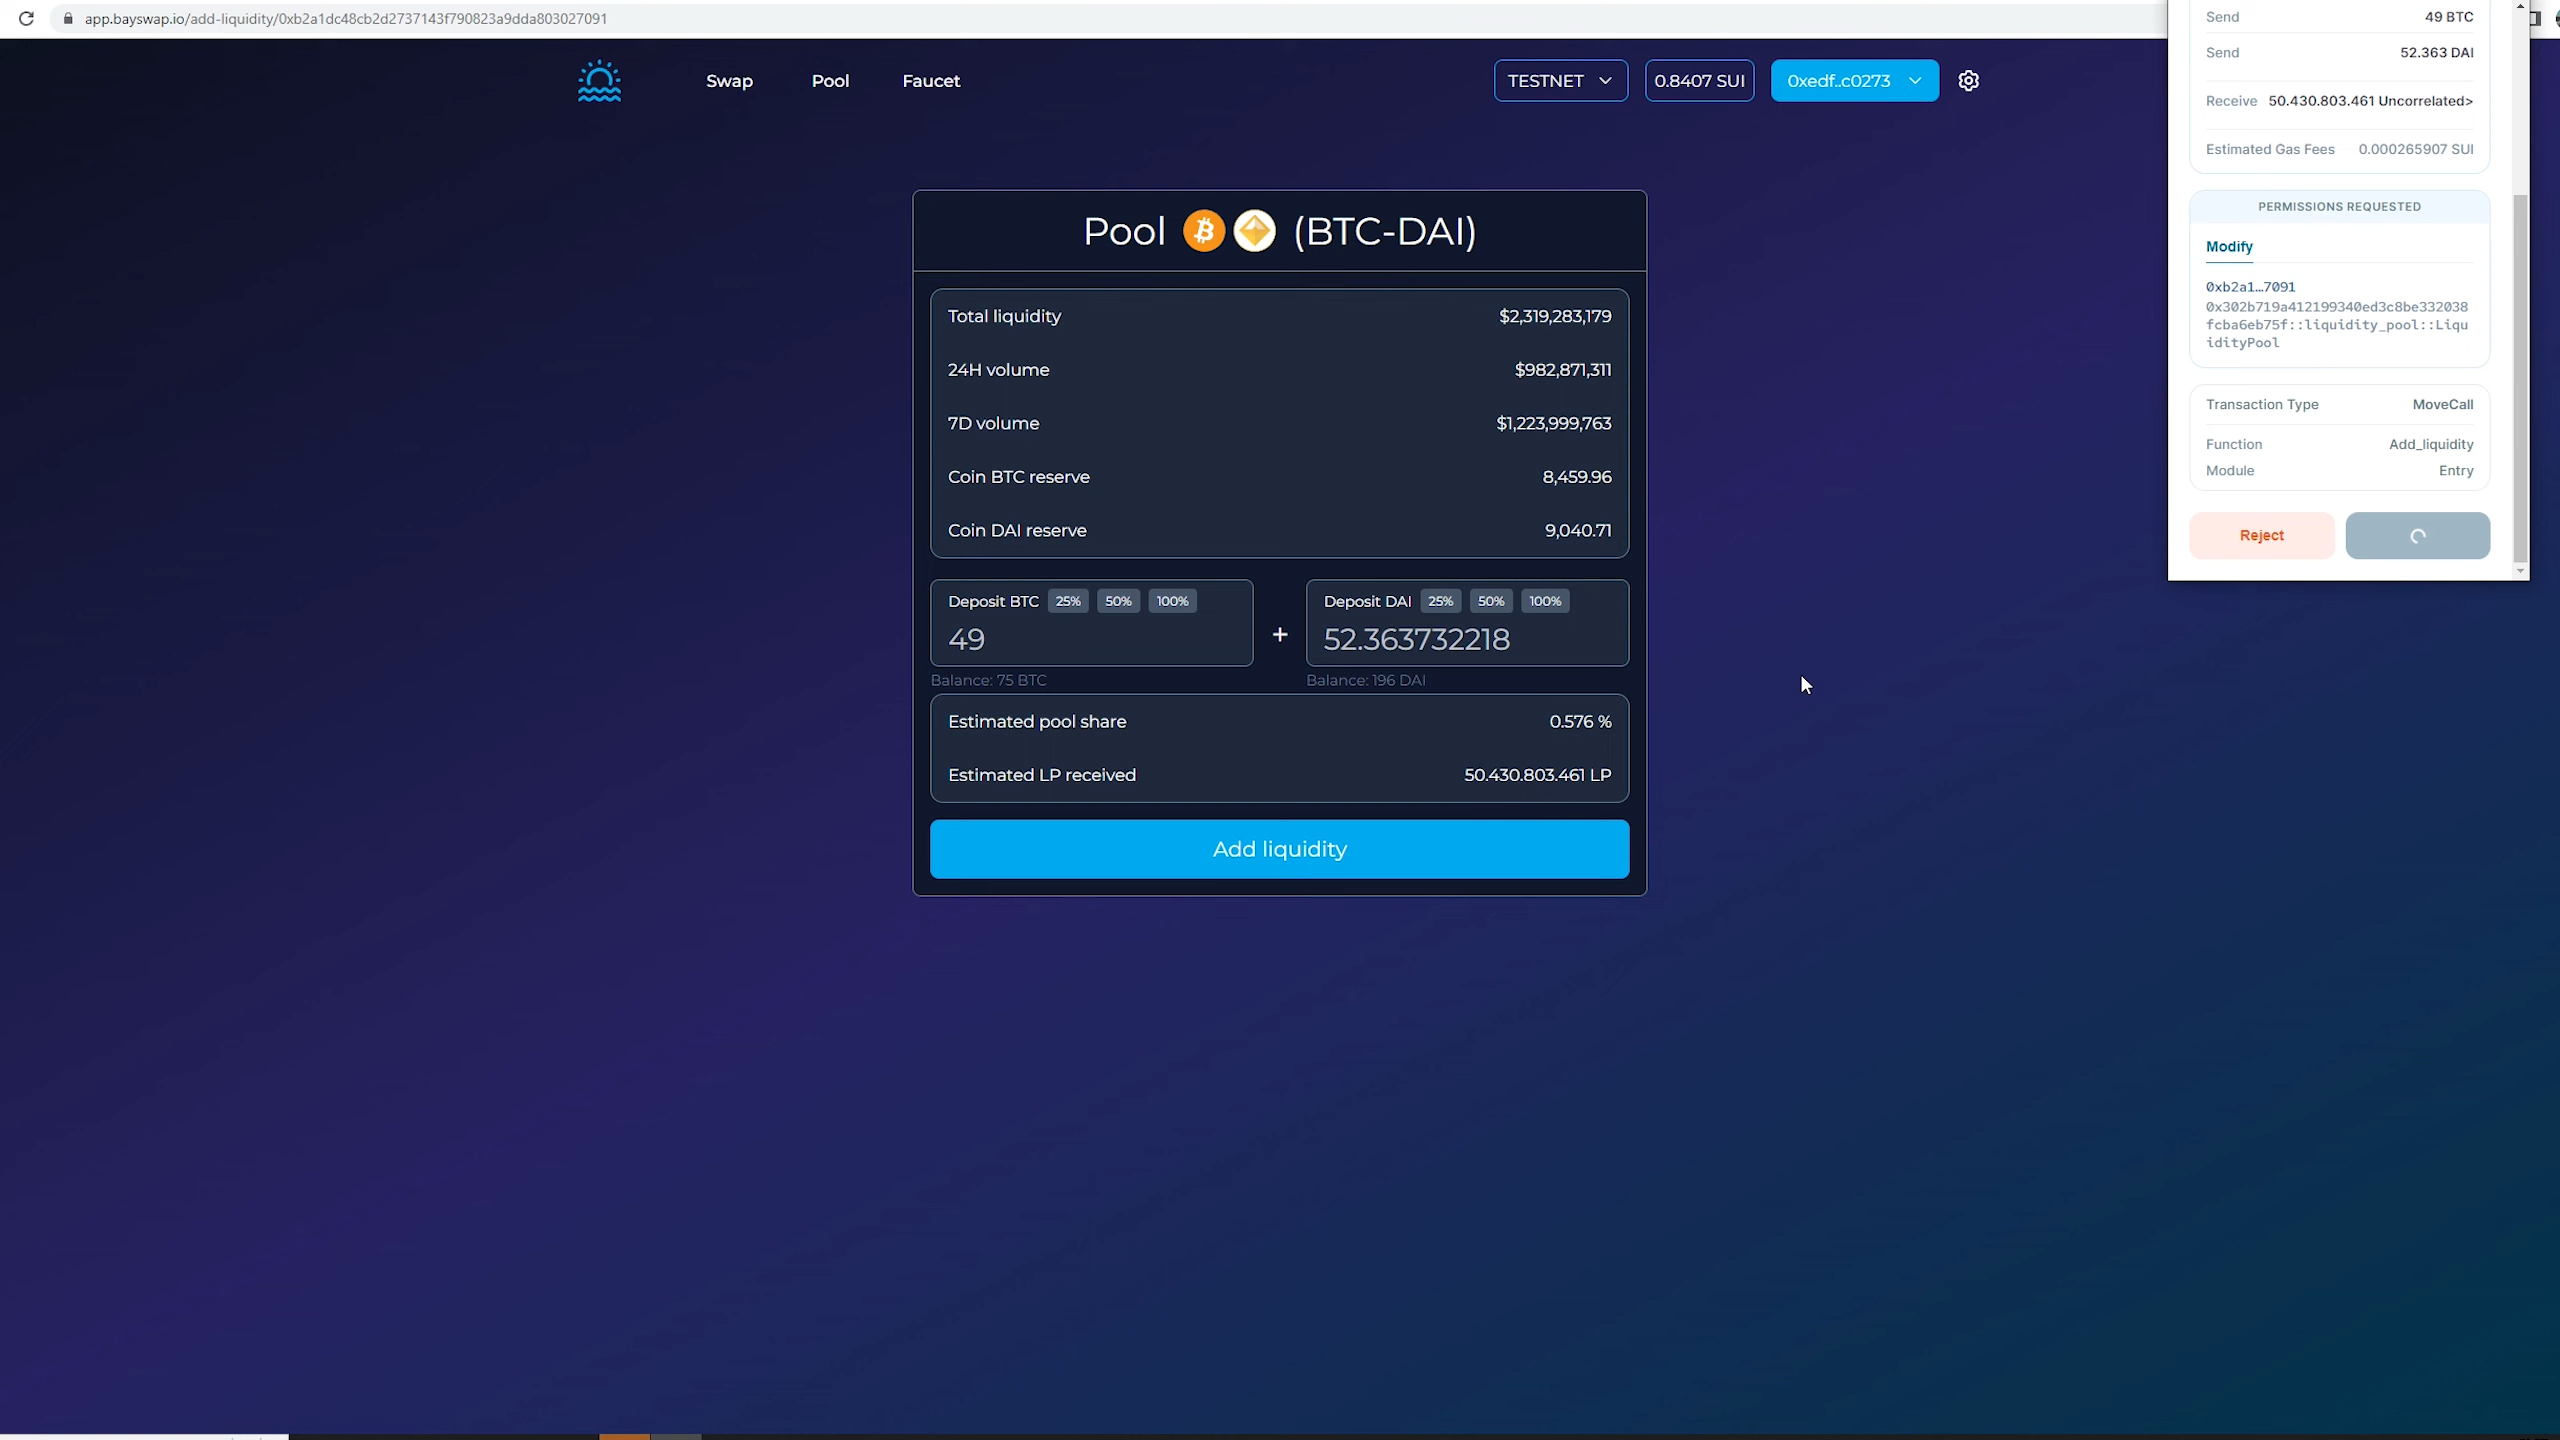 app.bayswap.io/add-liquidity/0xb2a1dc48cb2d2737143f790823a9dda803027091
Swap
Pool
Faucet
TESTNET
0.8407 SUI
0xedf..c0273
Pool (BTC-DAI)
Total liquidity $2,319,283,179
24H volume $982,871,311
7D volume $1,223,999,763
Coin BTC reserve 8,459.96
Coin DAI reserve 9,040.71
Deposit BTC 25% 50% 100%
49
Balance: 75 BTC
+
Deposit DAI 25% 50% 100%
52.363732218
Balance: 196 DAI
Estimated pool share 0.576 %
Estimated LP received 50.430.803.461 LP
Add liquidity
Send 49 BTC
Send 52.363 DAI
Receive 50.430.803.461 Uncorrelated>
Estimated Gas Fees 0.000265907 SUI
PERMISSIONS REQUESTED
Modify
0xb2a1…7091
0x302b719a412199340ed3c8be332038
fcba6eb75f::liquidity_pool::Liqu
idityPool
Transaction Type MoveCall
Function Add_liquidity
Module Entry
Reject